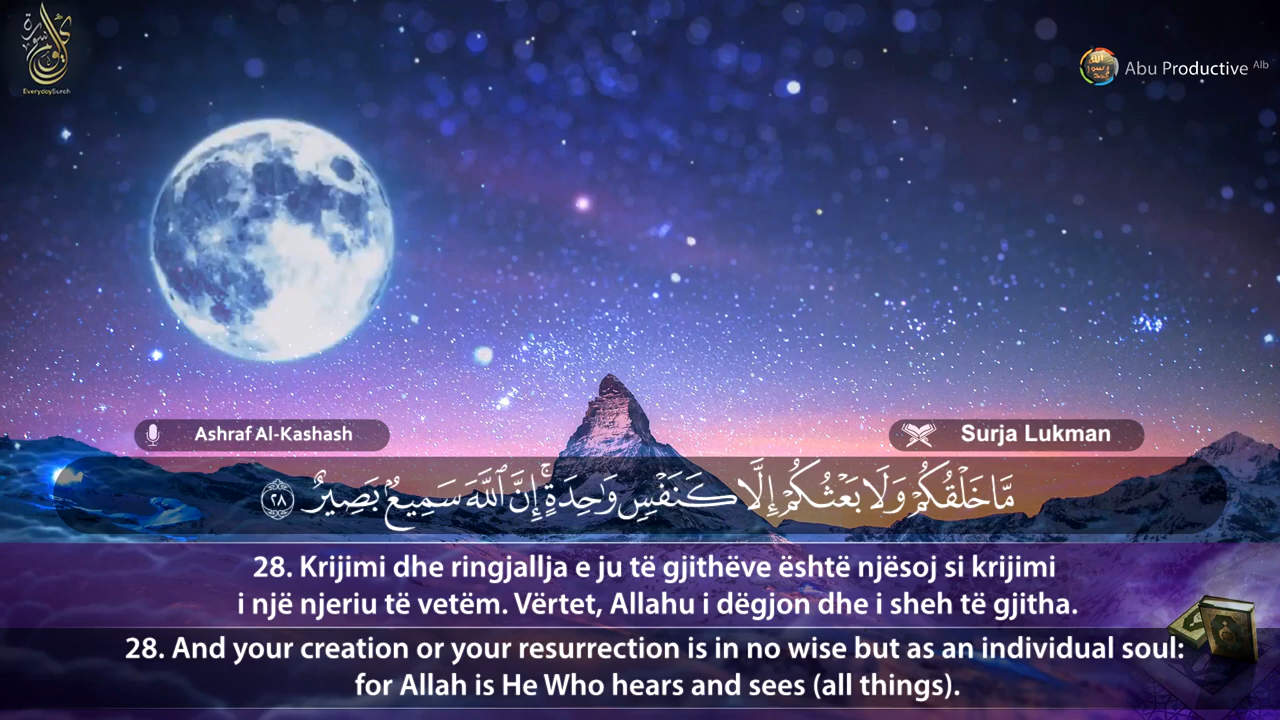 EverydaySurah
Abu Productive Alb
Ashraf Al-Kashash
Surja Lukman
مَّا خَلْقُكُمْ وَلَا بَعْثُكُمْ إِلَّا كَنَفْسٍ وَاحِدَةٍ ۚ إِنَّ ٱللَّهَ سَمِيعٌۢ بَصِيرٌ ٢٨
28. Krijimi dhe ringjallja e ju të gjithëve është njësoj si krijimi
i një njeriu të vetëm. Vërtet, Allahu i dëgjon dhe i sheh të gjitha.
28. And your creation or your resurrection is in no wise but as an individual soul:
for Allah is He Who hears and sees (all things).